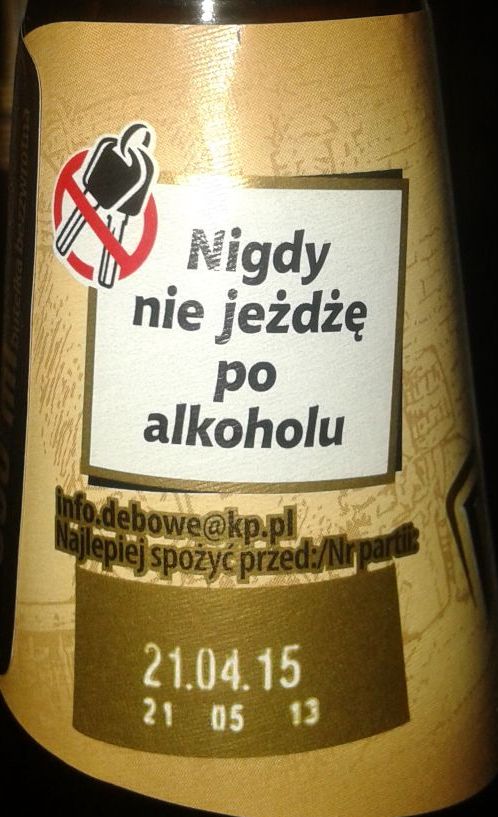 Nigdy
nie jeżdżę
po
alkoholu
info.debowe@kp.pl
Najlepiej spożyć przed:/Nr partii:
21.04.15
21 05 13